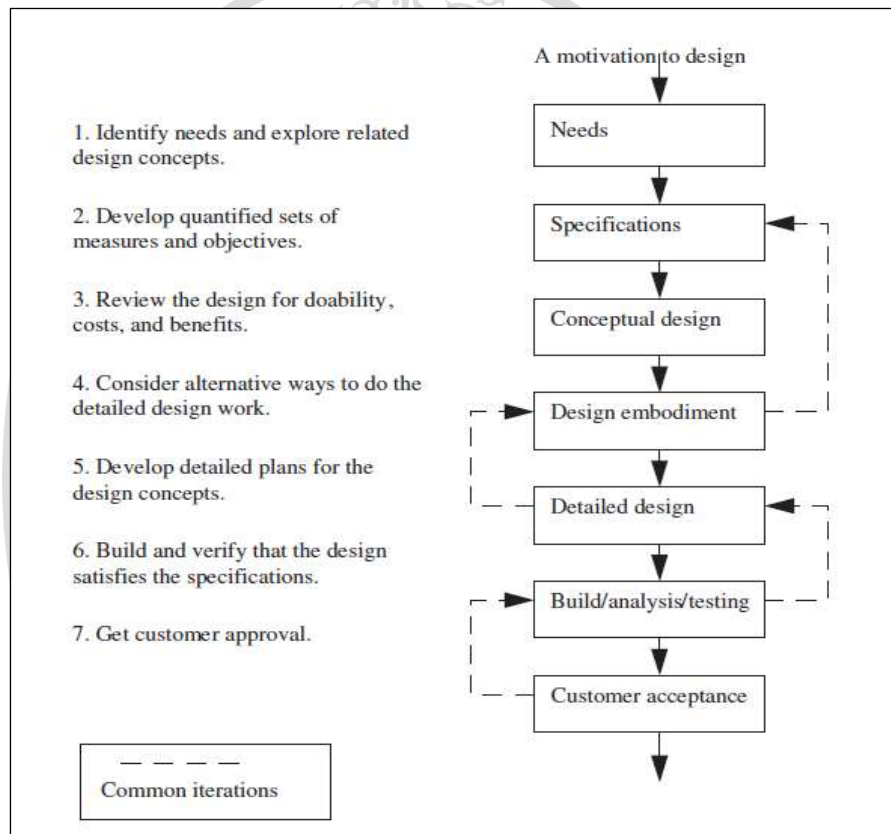 A motivation to design
1. Identify needs and explore related
design concepts.
2. Develop quantified sets of
measures and objectives.
3. Review the design for doability,
costs, and benefits.
4. Consider alternative ways to do the
detailed design work.
5. Develop detailed plans for the
design concepts.
6. Build and verify that the design
satisfies the specifications.
7. Get customer approval.
Needs
Specifications
Conceptual design
Design embodiment
Detailed design
Build/analysis/testing
Customer acceptance
Common iterations